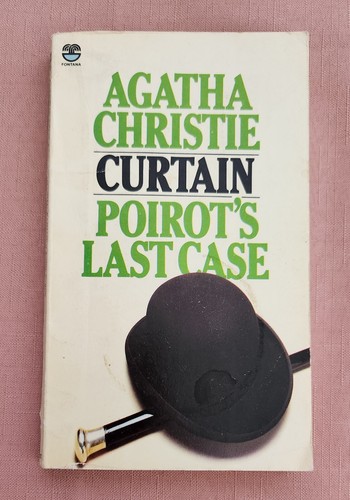 FONTANA
AGATHA
CHRISTIE
CURTAIN
POIROT'S
LAST CASE